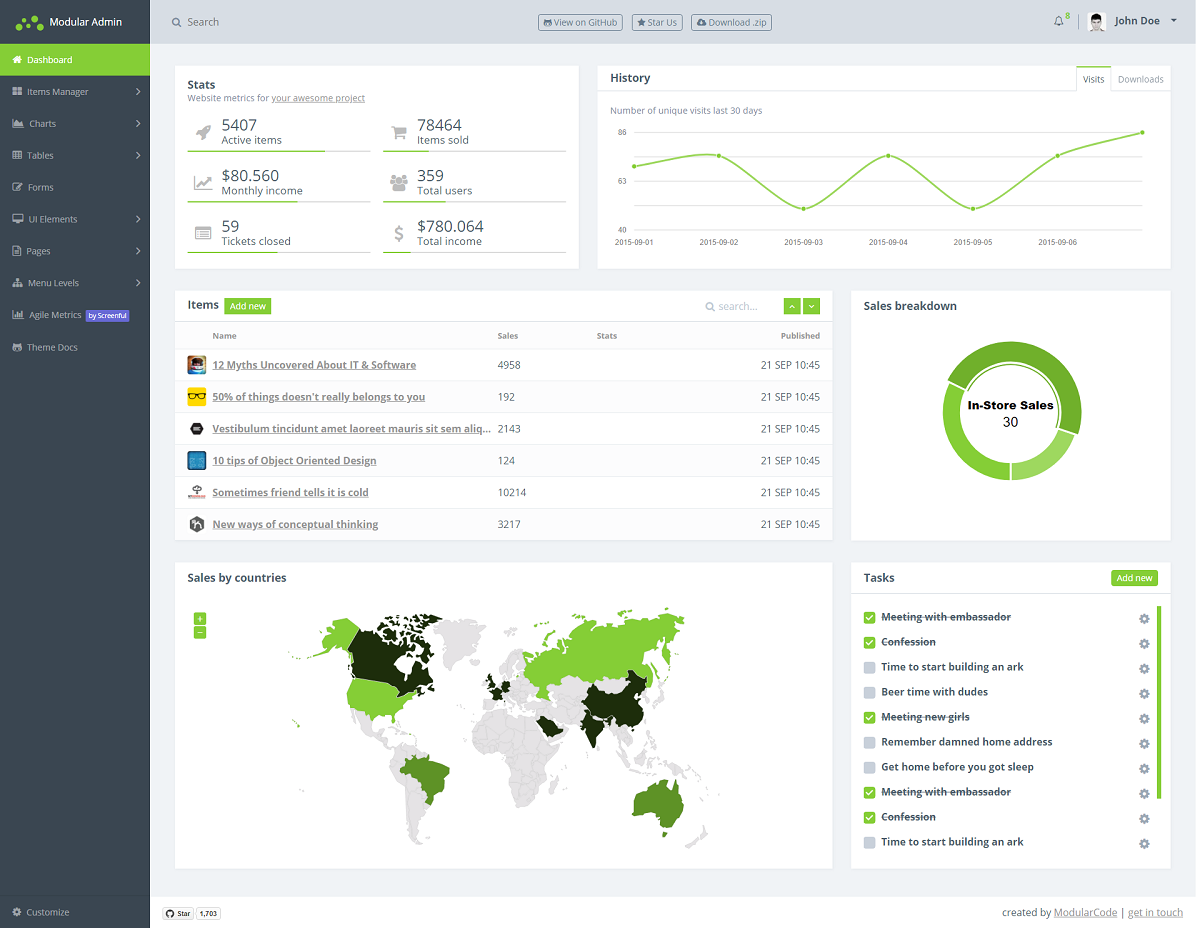 Modular Admin
Search
View on GitHub
Star Us
Download .zip
8
John Doe
Dashboard
Items Manager
Charts
Tables
Forms
UI Elements
Pages
Menu Levels
Agile Metrics by Screenful
Theme Docs
Customize
Stats
Website metrics for your awesome project
5407
Active items
78464
Items sold
$80.560
Monthly income
359
Total users
59
Tickets closed
$780.064
Total income
History
Visits
Downloads
Number of unique visits last 30 days
86
63
40
2015-09-01 2015-09-02 2015-09-03 2015-09-04 2015-09-05 2015-09-06
Items
Add new
search...
Name Sales Stats Published
12 Myths Uncovered About IT & Software 4958 21 SEP 10:45
50% of things doesn't really belongs to you 192 21 SEP 10:45
Vestibulum tincidunt amet laoreet mauris sit sem aliq... 2143 21 SEP 10:45
10 tips of Object Oriented Design 124 21 SEP 10:45
Sometimes friend tells it is cold 10214 21 SEP 10:45
New ways of conceptual thinking 3217 21 SEP 10:45
Sales breakdown
In-Store Sales
30
Sales by countries
+
−
Tasks
Add new
Meeting with embassador
Confession
Time to start building an ark
Beer time with dudes
Meeting new girls
Remember damned home address
Get home before you got sleep
Meeting with embassador
Confession
Time to start building an ark
Star 1,703
created by ModularCode | get in touch